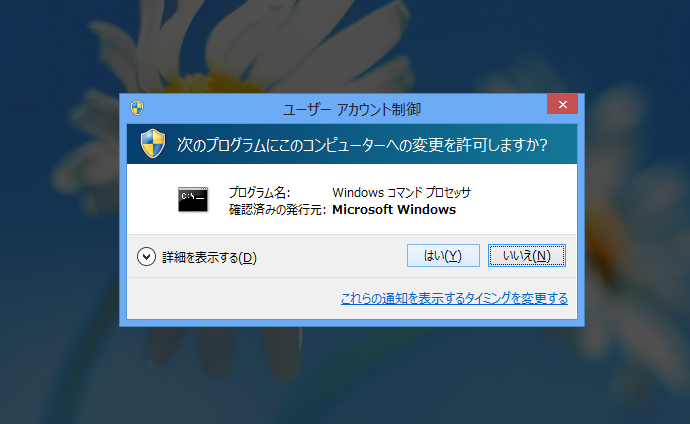 ユーザー アカウント制御
次のプログラムにこのコンピューターへの変更を許可しますか?
C:\_
プログラム名: Windows コマンド プロセッサ
確認済みの発行元: Microsoft Windows
詳細を表示する(D) はい(Y) いいえ(N)
これらの通知を表示するタイミングを変更する